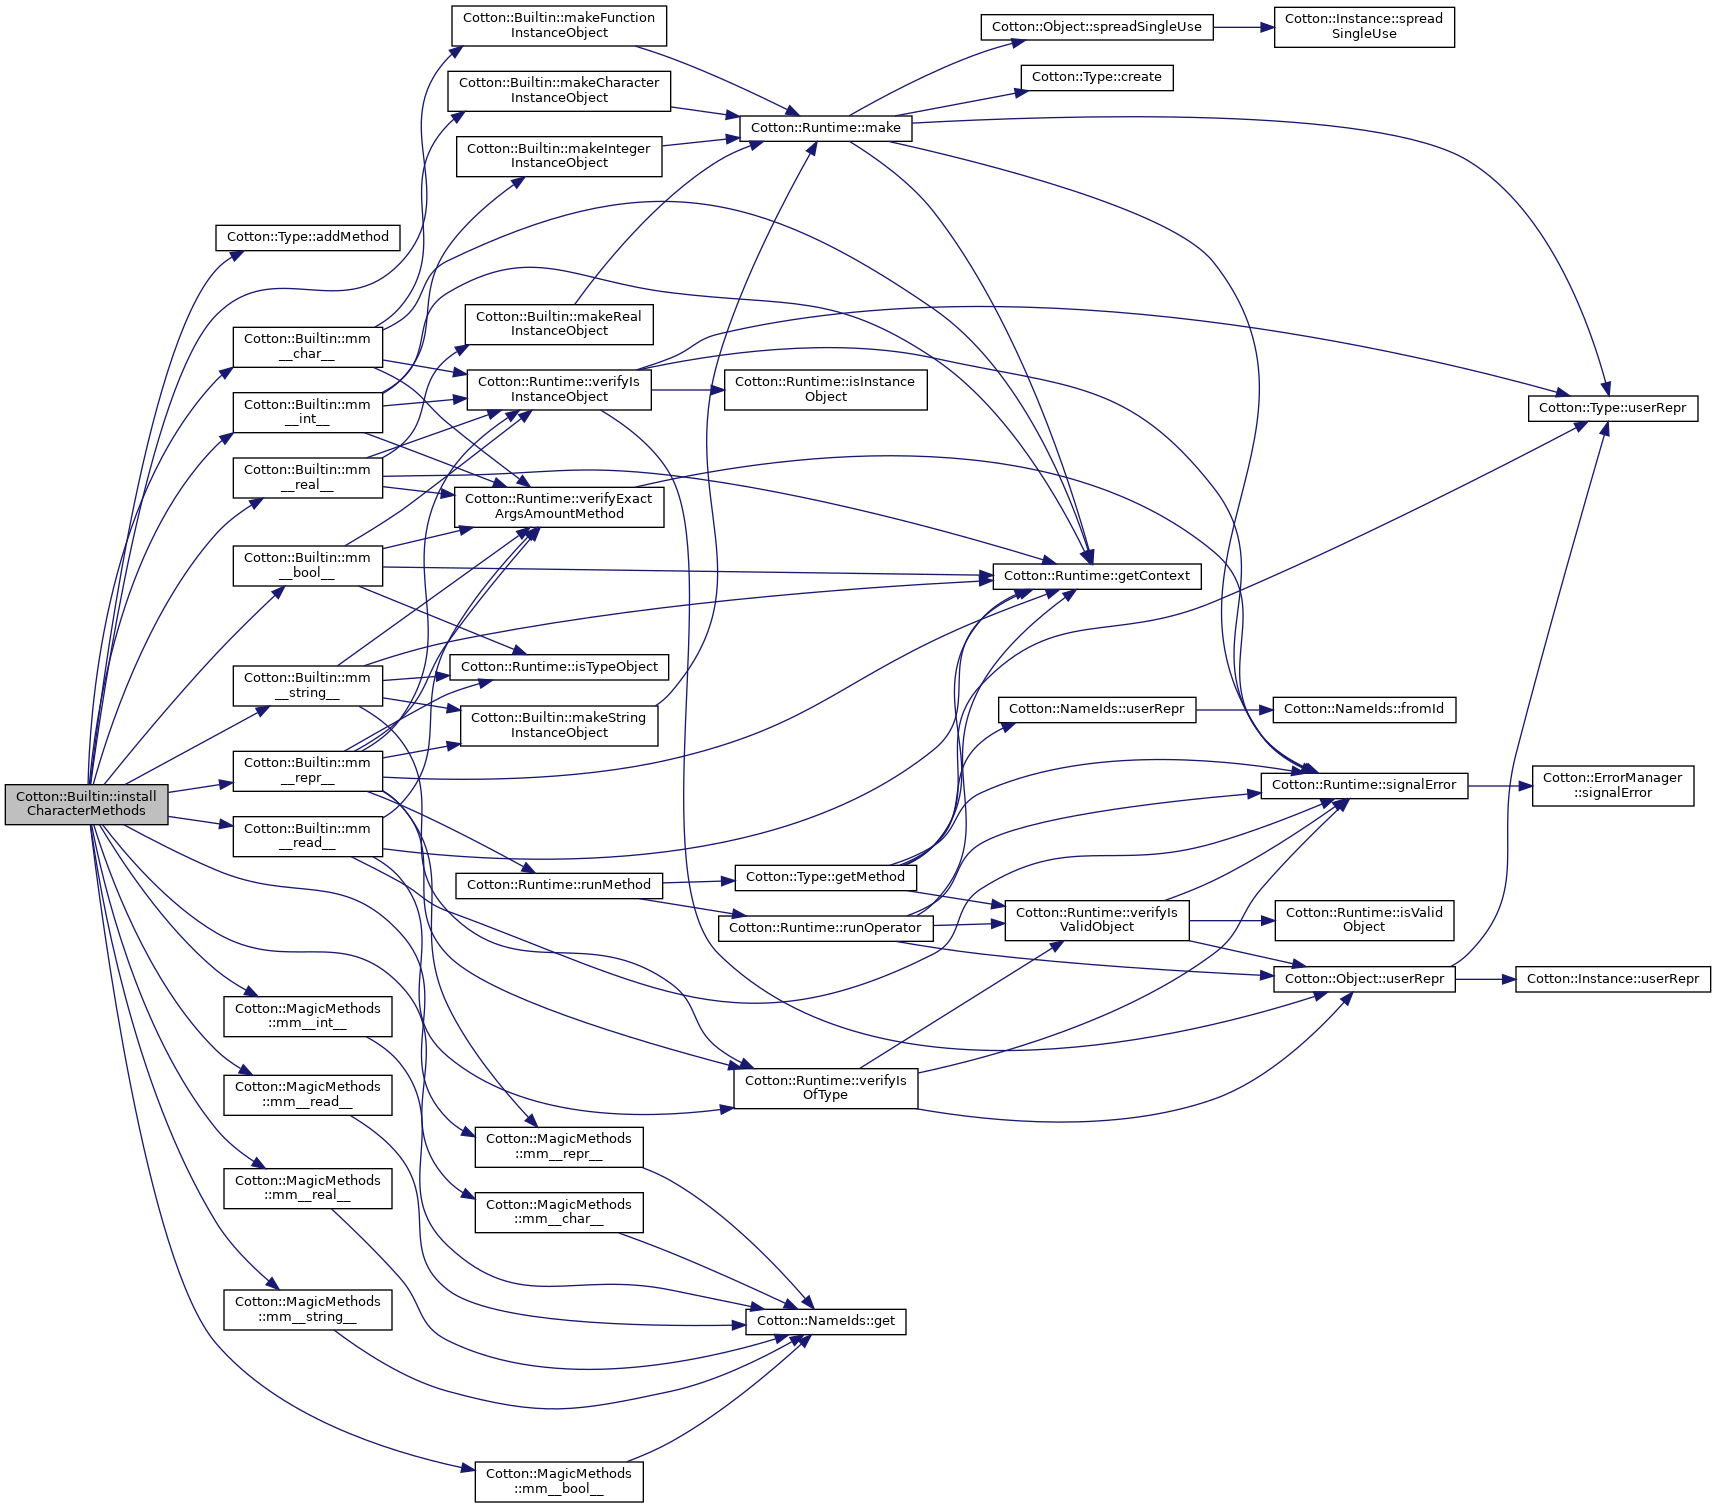 Cotton::Builtin::makeFunction
InstanceObject
Cotton::Object::spreadSingleUse
Cotton::Instance::spread
SingleUse
Cotton::Builtin::makeCharacter
InstanceObject
Cotton::Type::create
Cotton::Runtime::make
Cotton::Builtin::makeInteger
InstanceObject
Cotton::Type::addMethod
Cotton::Builtin::makeReal
InstanceObject
Cotton::Builtin::mm
__char__
Cotton::Runtime::verifyIs
InstanceObject
Cotton::Runtime::isInstance
Object
Cotton::Type::userRepr
Cotton::Builtin::mm
__int__
Cotton::Builtin::mm
__real__
Cotton::Runtime::verifyExact
ArgsAmountMethod
Cotton::Builtin::mm
__bool__
Cotton::Runtime::getContext
Cotton::Runtime::isTypeObject
Cotton::Builtin::mm
__string__
Cotton::NameIds::userRepr
Cotton::NameIds::fromId
Cotton::Builtin::makeString
InstanceObject
Cotton::Builtin::mm
__repr__
Cotton::Runtime::signalError
Cotton::ErrorManager
::signalError
Cotton::Builtin::install
CharacterMethods
Cotton::Builtin::mm
__read__
Cotton::Type::getMethod
Cotton::Runtime::runMethod
Cotton::Runtime::runOperator
Cotton::Runtime::verifyIs
ValidObject
Cotton::Runtime::isValid
Object
Cotton::Object::userRepr
Cotton::Instance::userRepr
Cotton::MagicMethods
::mm__int__
Cotton::Runtime::verifyIs
OfType
Cotton::MagicMethods
::mm__read__
Cotton::MagicMethods
::mm__repr__
Cotton::MagicMethods
::mm__real__
Cotton::MagicMethods
::mm__char__
Cotton::MagicMethods
::mm__string__
Cotton::NameIds::get
Cotton::MagicMethods
::mm__bool__